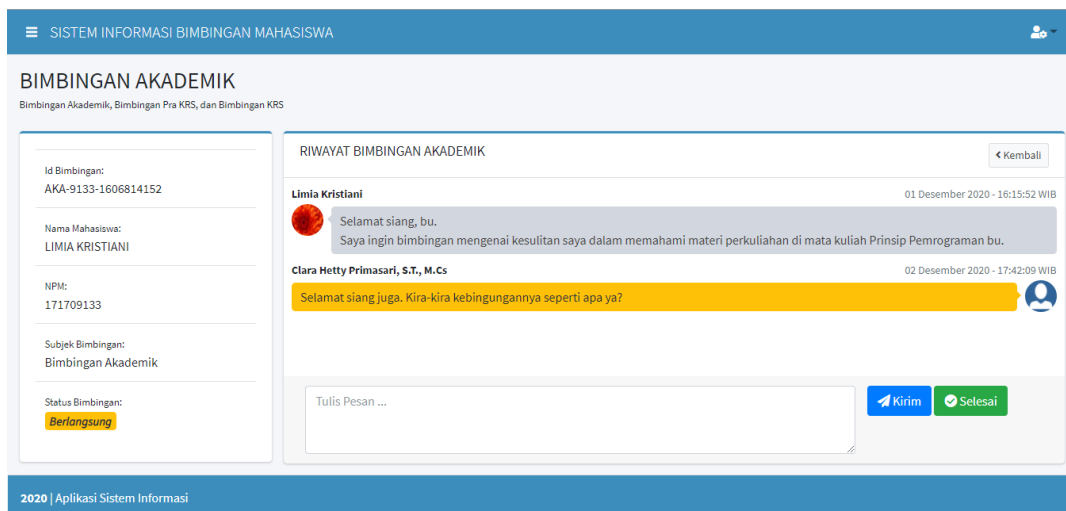 SISTEM INFORMASI BIMBINGAN MAHASISWA
BIMBINGAN AKADEMIK
Bimbingan Akademik, Bimbingan Pra KRS, dan Bimbingan KRS
Id Bimbingan:
AKA-9133-1606814152
Nama Mahasiswa:
LIMIA KRISTIANI
NPM:
171709133
Subjek Bimbingan:
Bimbingan Akademik
Status Bimbingan:
Berlangsung
RIWAYAT BIMBINGAN AKADEMIK
Kembali
Limia Kristiani
01 Desember 2020 - 16:15:52 WIB
Selamat siang, bu.
Saya ingin bimbingan mengenai kesulitan saya dalam memahami materi perkuliahan di mata kuliah Prinsip Pemrograman bu.
Clara Hetty Primasari, S.T., M.Cs
02 Desember 2020 - 17:42:09 WIB
Selamat siang juga. Kira-kira kebingungannya seperti apa ya?
Tulis Pesan ...
Kirim
Selesai
2020 | Aplikasi Sistem Informasi